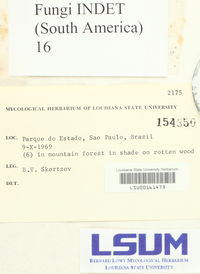 Fungi INDET
(South America)
16
2175
MYCOLOGICAL HERBARIUM OF LOUISIANA STATE UNIVERSITY
154350
LOC. Parque do Estado, Sao Paulo, Brazil
9-X-1969
(6) in mountain forest in shade on rotten wood
LEG. B.V. Skortzov
DET.
Louisiana State University Herbarium
LSU00141473
LSUM
BERNARD LOWY MYCOLOGICAL HERBARIUM
LOUISIANA STATE UNIVERSITY